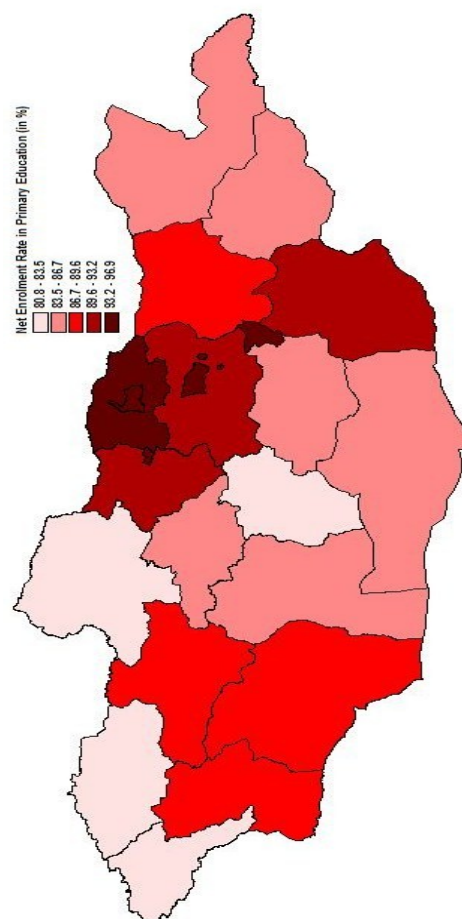 Net Enrolment Rate in Primary Education (in %)
80.8 - 83.5
83.5 - 86.7
86.7 - 89.6
89.6 - 93.2
93.2 - 96.9